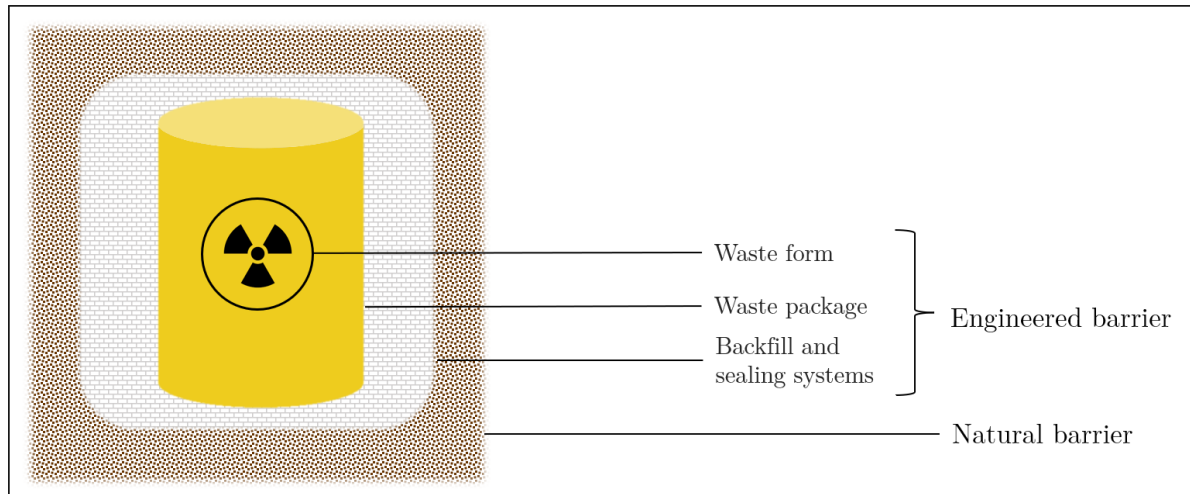 Waste form
Waste package
Backfill and
sealing systems
Engineered barrier
Natural barrier